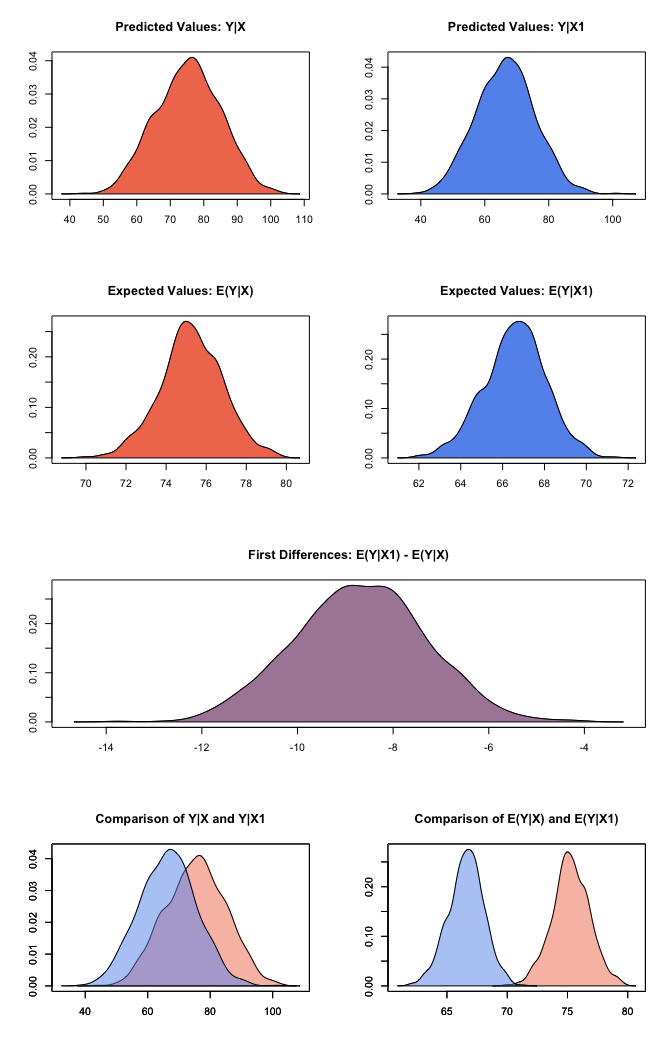 Predicted Values: Y|X
Predicted Values: Y|X1
0.00 0.01 0.02 0.03 0.04
40 50 60 70 80 90 100 110
0.00 0.01 0.02 0.03 0.04
40 60 80 100
Expected Values: E(Y|X)
Expected Values: E(Y|X1)
0.00 0.10 0.20
70 72 74 76 78 80
0.00 0.10 0.20
62 64 66 68 70 72
First Differences: E(Y|X1) - E(Y|X)
0.00 0.10 0.20
-14 -12 -10 -8 -6 -4
Comparison of Y|X and Y|X1
Comparison of E(Y|X) and E(Y|X1)
0.00 0.01 0.02 0.03 0.04
40 60 80 100
0.00 0.10 0.20
65 70 75 80